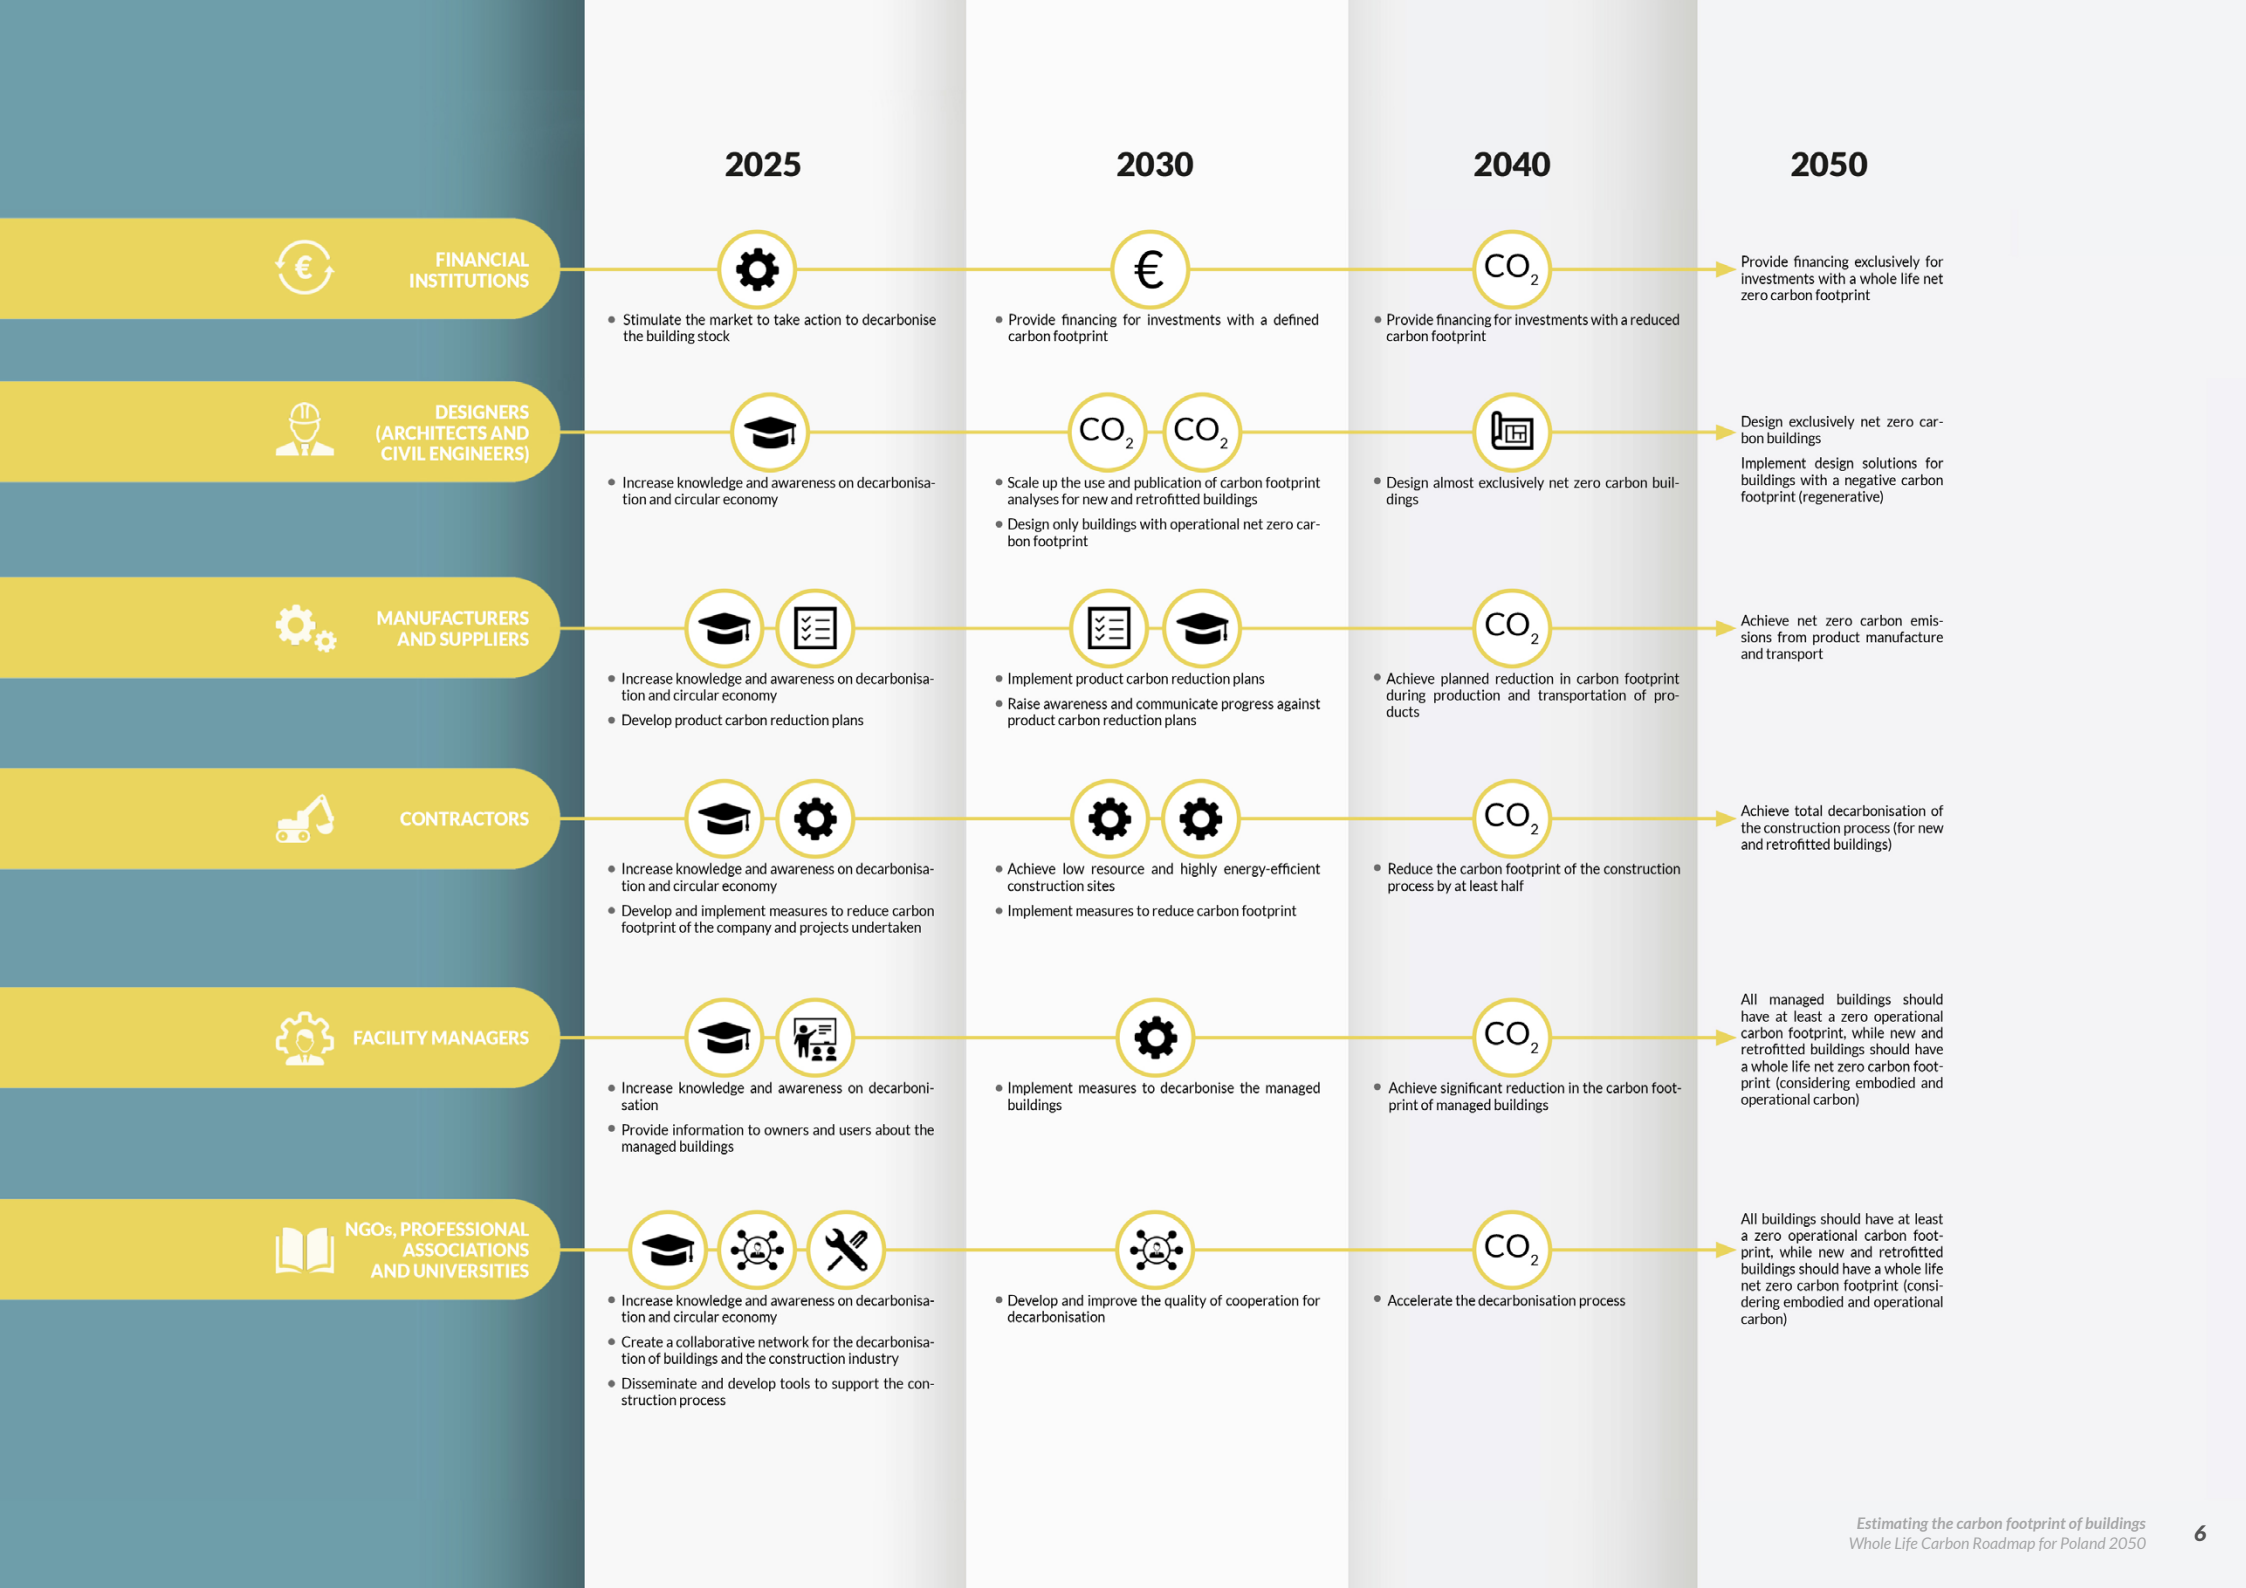 2025
2030
2040
2050
FINANCIAL
INSTITUTIONS
€
€
CO2
• Stimulate the market to take action to decarbonise
the building stock
• Provide financing for investments with a defined
carbon footprint
• Provide financing for investments with a reduced
carbon footprint
Provide financing exclusively for
investments with a whole life net
zero carbon footprint
DESIGNERS
(ARCHITECTS AND
CIVIL ENGINEERS)
CO2
CO2
• Increase knowledge and awareness on decarbonisa-
tion and circular economy
• Scale up the use and publication of carbon footprint
analyses for new and retrofitted buildings
• Design only buildings with operational net zero car-
bon footprint
• Design almost exclusively net zero carbon buil-
dings
Design exclusively net zero car-
bon buildings
Implement design solutions for
buildings with a negative carbon
footprint (regenerative)
MANUFACTURERS
AND SUPPLIERS
CO2
• Increase knowledge and awareness on decarbonisa-
tion and circular economy
• Develop product carbon reduction plans
• Implement product carbon reduction plans
• Raise awareness and communicate progress against
product carbon reduction plans
• Achieve planned reduction in carbon footprint
during production and transportation of pro-
ducts
Achieve net zero carbon emis-
sions from product manufacture
and transport
CONTRACTORS
CO2
• Increase knowledge and awareness on decarbonisa-
tion and circular economy
• Develop and implement measures to reduce carbon
footprint of the company and projects undertaken
• Achieve low resource and highly energy-efficient
construction sites
• Implement measures to reduce carbon footprint
• Reduce the carbon footprint of the construction
process by at least half
Achieve total decarbonisation of
the construction process (for new
and retrofitted buildings)
FACILITY MANAGERS
CO2
• Increase knowledge and awareness on decarboni-
sation
• Provide information to owners and users about the
managed buildings
• Implement measures to decarbonise the managed
buildings
• Achieve significant reduction in the carbon foot-
print of managed buildings
All managed buildings should
have at least a zero operational
carbon footprint, while new and
retrofitted buildings should have
a whole life net zero carbon foot-
print (considering embodied and
operational carbon)
NGOs, PROFESSIONAL
ASSOCIATIONS
AND UNIVERSITIES
CO2
• Increase knowledge and awareness on decarbonisa-
tion and circular economy
• Create a collaborative network for the decarbonisa-
tion of buildings and the construction industry
• Disseminate and develop tools to support the con-
struction process
• Develop and improve the quality of cooperation for
decarbonisation
• Accelerate the decarbonisation process
All buildings should have at least
a zero operational carbon foot-
print, while new and retrofitted
buildings should have a whole life
net zero carbon footprint (consi-
dering embodied and operational
carbon)
Estimating the carbon footprint of buildings
Whole Life Carbon Roadmap for Poland 2050
6